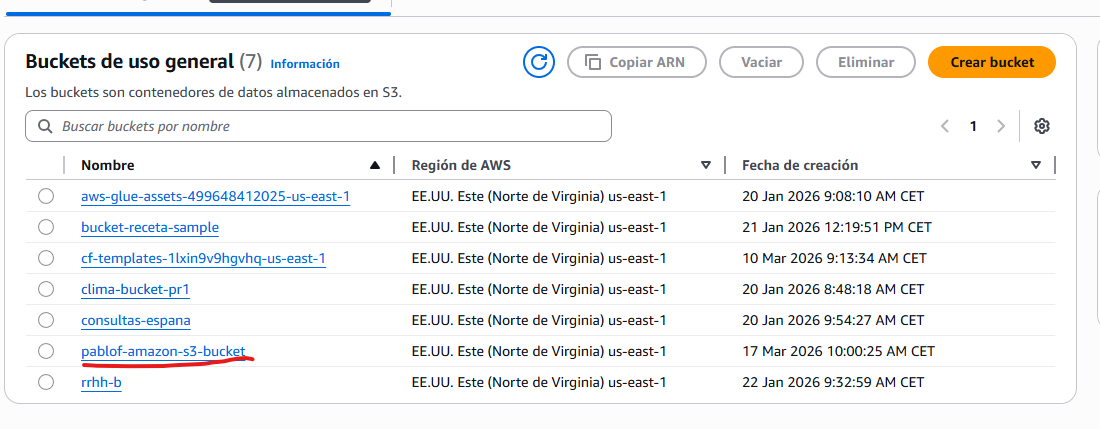 Buckets de uso general (7) Información
Copiar ARN Vaciar Eliminar Crear bucket
Los buckets son contenedores de datos almacenados en S3.
Buscar buckets por nombre
1
Nombre Región de AWS Fecha de creación
aws-glue-assets-499648412025-us-east-1 EE.UU. Este (Norte de Virginia) us-east-1 20 Jan 2026 9:08:10 AM CET
bucket-receta-sample EE.UU. Este (Norte de Virginia) us-east-1 21 Jan 2026 12:19:51 PM CET
cf-templates-1lxin9v9hgvhq-us-east-1 EE.UU. Este (Norte de Virginia) us-east-1 10 Mar 2026 9:13:34 AM CET
clima-bucket-pr1 EE.UU. Este (Norte de Virginia) us-east-1 20 Jan 2026 8:48:18 AM CET
consultas-espana EE.UU. Este (Norte de Virginia) us-east-1 20 Jan 2026 9:54:27 AM CET
pablof-amazon-s3-bucket EE.UU. Este (Norte de Virginia) us-east-1 17 Mar 2026 10:00:25 AM CET
rrhh-b EE.UU. Este (Norte de Virginia) us-east-1 22 Jan 2026 9:32:59 AM CET